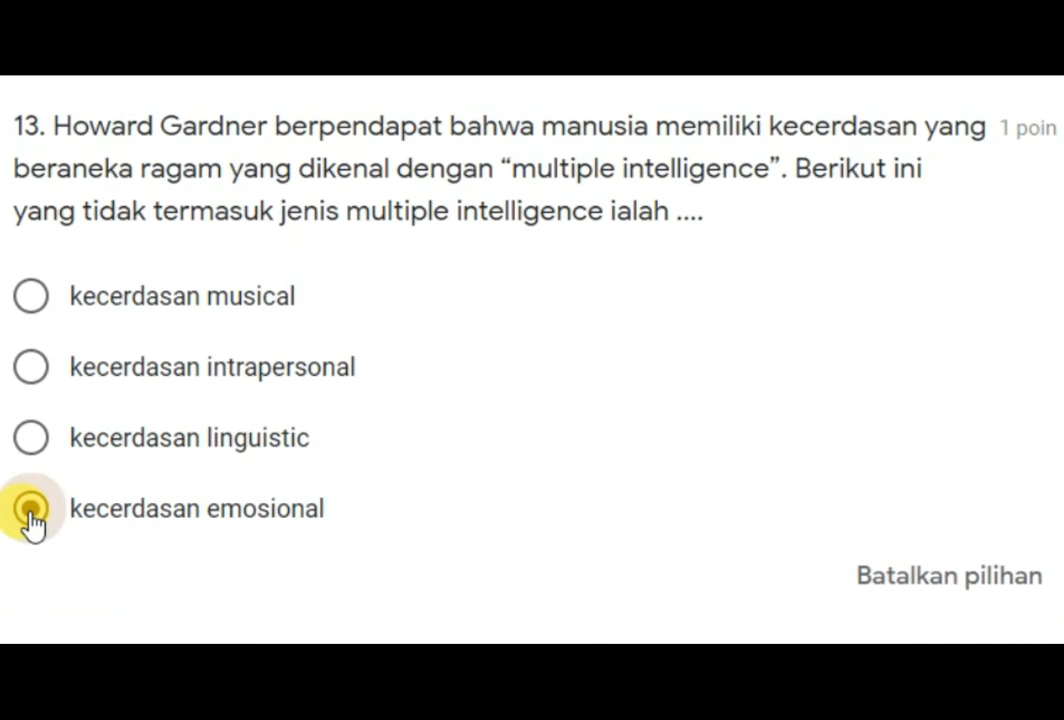 13. Howard Gardner berpendapat bahwa manusia memiliki kecerdasan yang 1 poin
beraneka ragam yang dikenal dengan “multiple intelligence”. Berikut ini
yang tidak termasuk jenis multiple intelligence ialah ....
kecerdasan musical
kecerdasan intrapersonal
kecerdasan linguistic
kecerdasan emosional
Batalkan pilihan